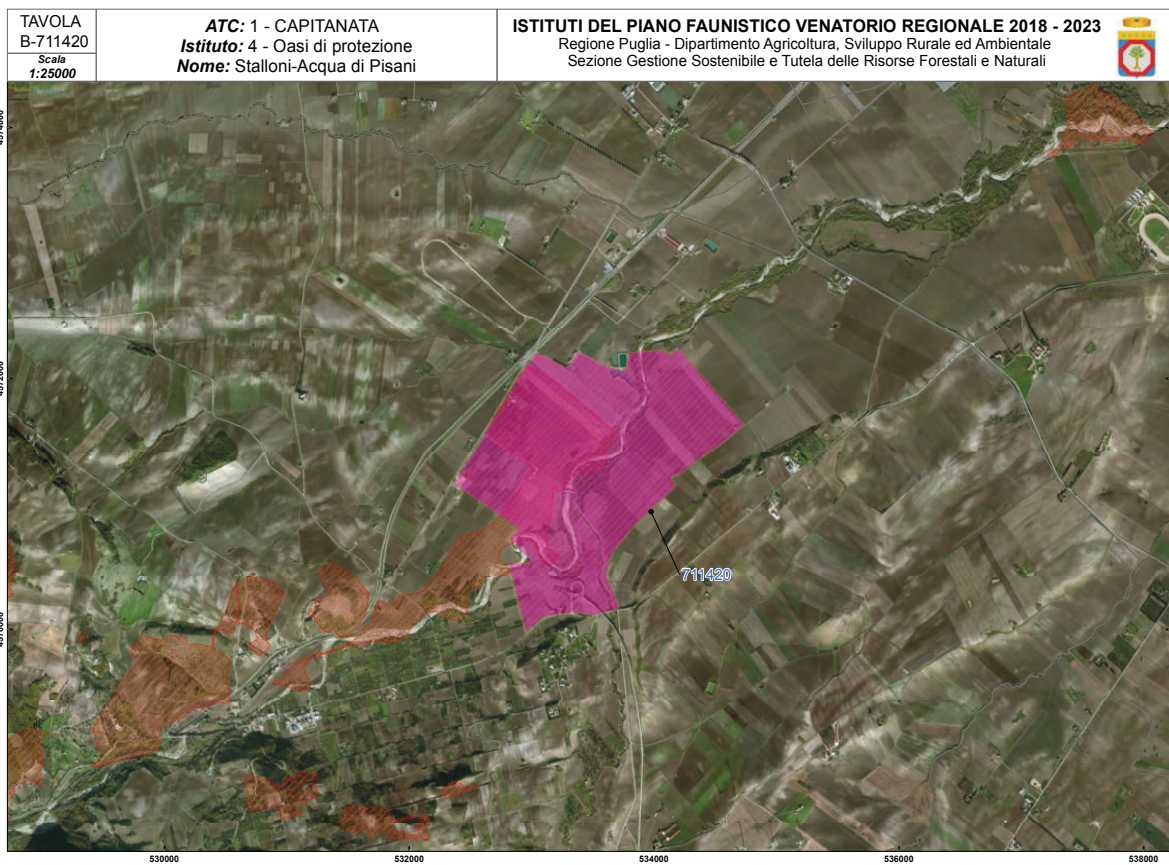 TAVOLA
B-711420
Scala
1:25000
ATC: 1 - CAPITANATA
Istituto: 4 - Oasi di protezione
Nome: Stalloni-Acqua di Pisani
ISTITUTI DEL PIANO FAUNISTICO VENATORIO REGIONALE 2018 - 2023
Regione Puglia - Dipartimento Agricoltura, Sviluppo Rurale ed Ambientale
Sezione Gestione Sostenibile e Tutela delle Risorse Forestali e Naturali
711420
530000
532000
534000
536000
538000